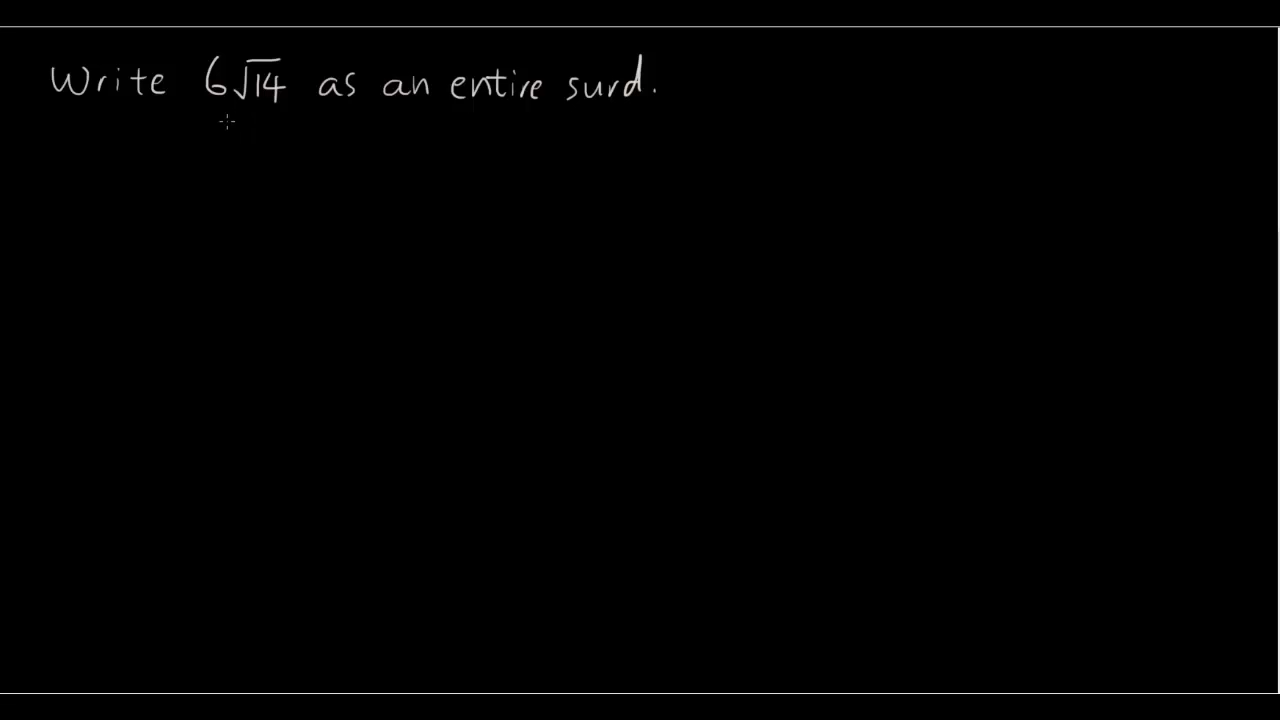 Write 6√14 as an entire surd.